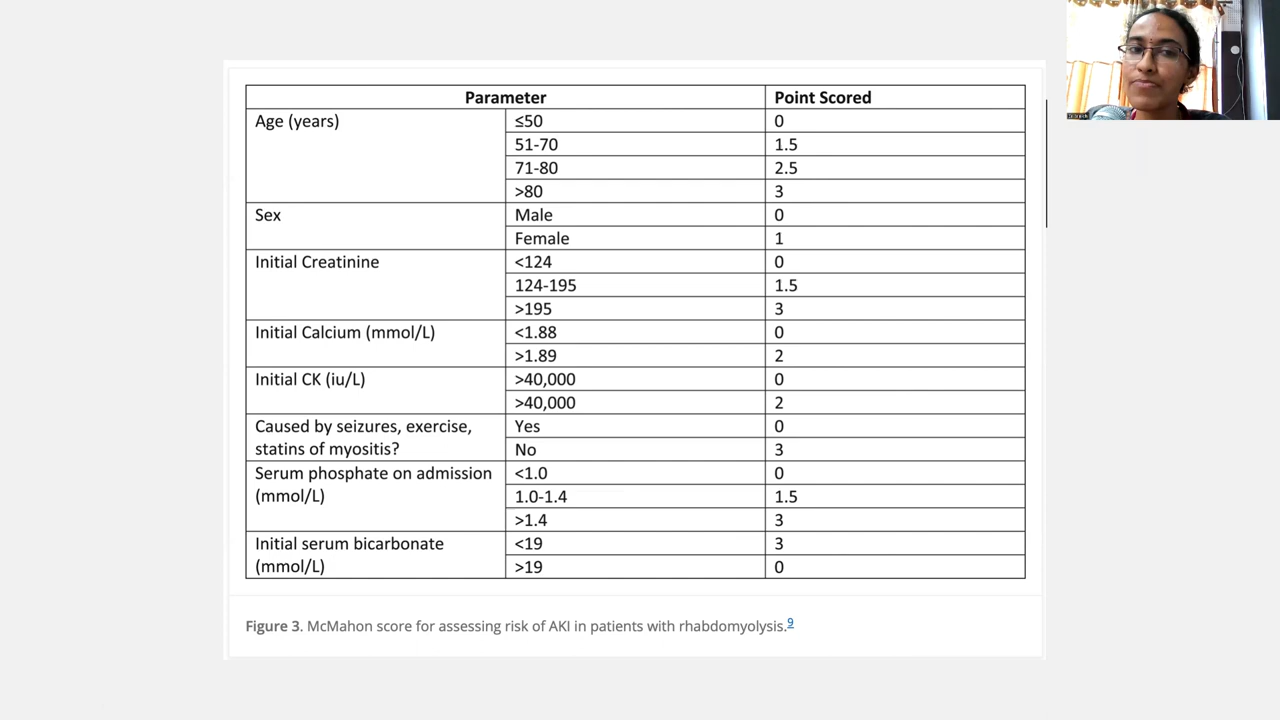 Parameter Point Scored
Age (years) ≤50 0
51-70 1.5
71-80 2.5
>80 3
Sex Male 0
Female 1
Initial Creatinine <124 0
124-195 1.5
>195 3
Initial Calcium (mmol/L) <1.88 0
>1.89 2
Initial CK (iu/L) >40,000 0
>40,000 2
Caused by seizures, exercise, Yes 0
statins of myositis? No 3
Serum phosphate on admission <1.0 0
(mmol/L) 1.0-1.4 1.5
>1.4 3
Initial serum bicarbonate <19 3
(mmol/L) >19 0
Figure 3. McMahon score for assessing risk of AKI in patients with rhabdomyolysis.9